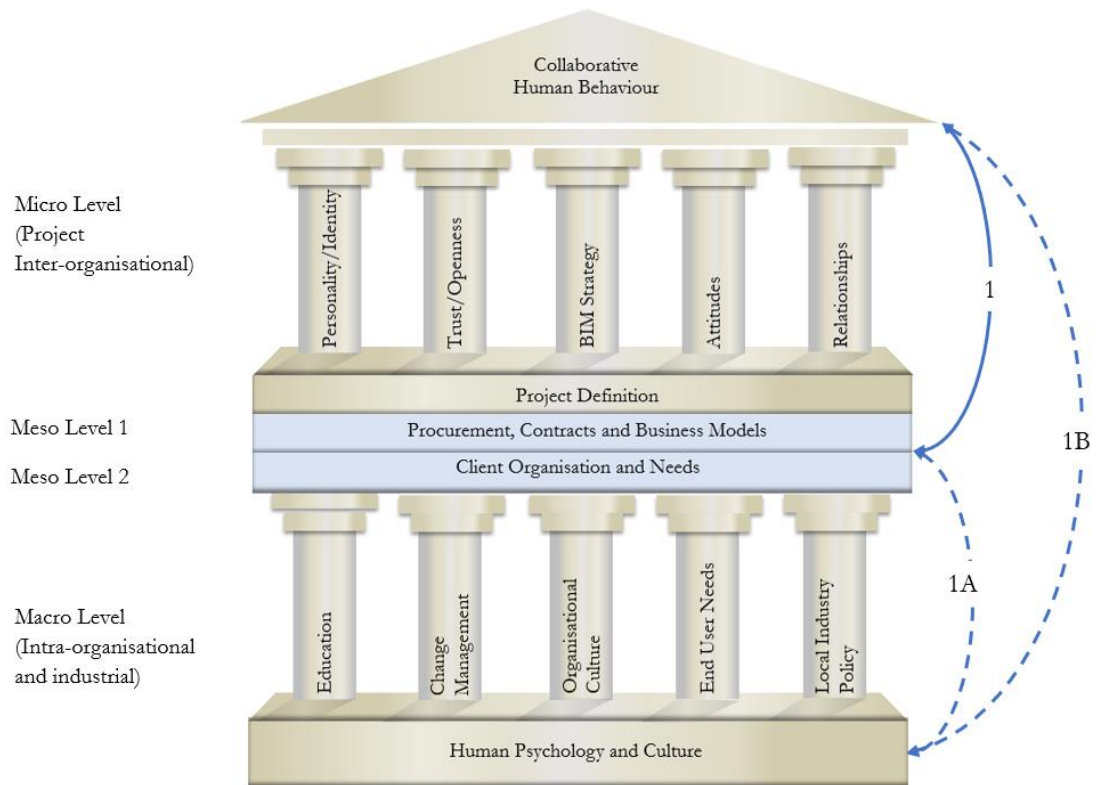 Collaborative
Human Behaviour
Micro Level
(Project
Inter-organisational)
Personality/Identity
Trust/Openness
BIM Strategy
Attitudes
Relationships
1
Project Definition
Meso Level 1
Procurement, Contracts and Business Models
1B
Meso Level 2
Client Organisation and Needs
1A
Macro Level
(Intra-organisational
and industrial)
Education
Change
Management
Organisational
Culture
End User Needs
Local Industry
Policy
Human Psychology and Culture